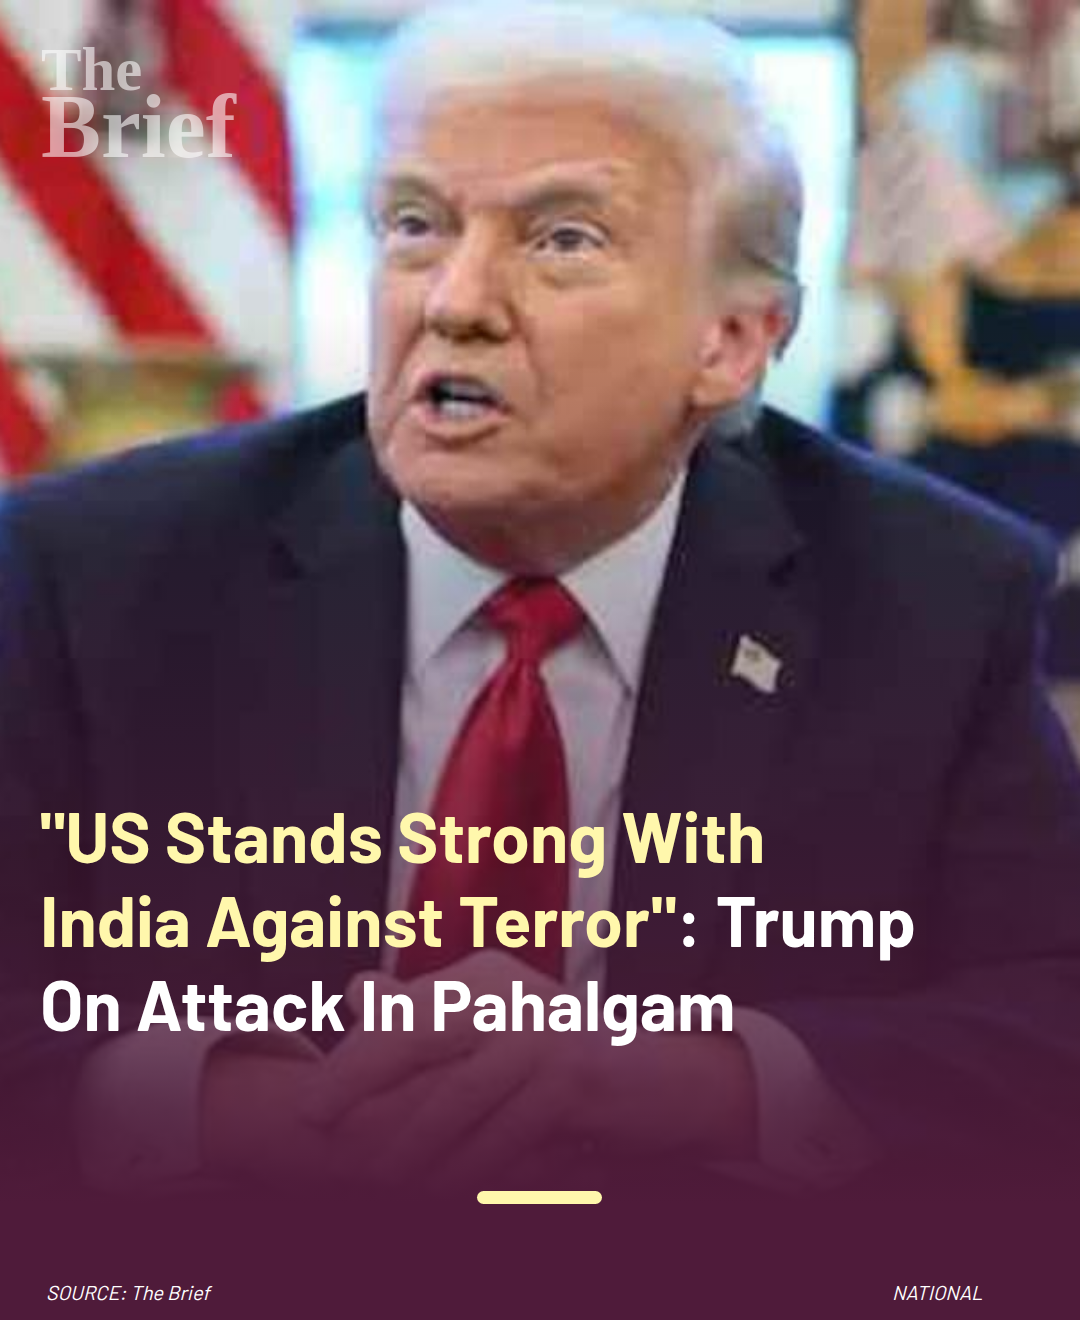 The
Brief
"US Stands Strong With
India Against Terror": Trump
On Attack In Pahalgam
SOURCE: The Brief
NATIONAL